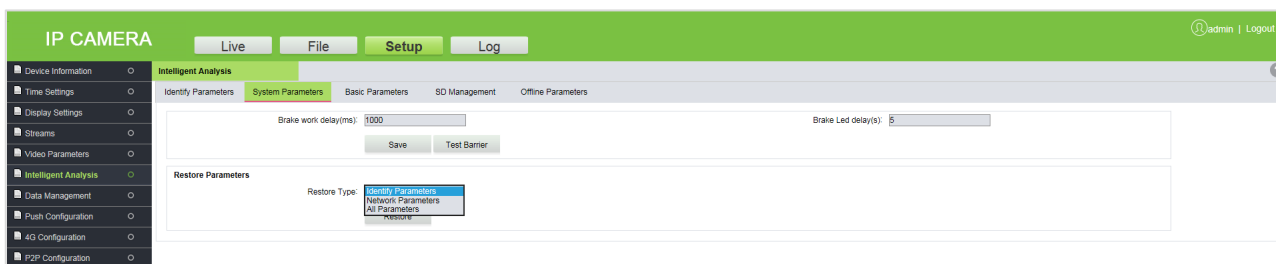 IP CAMERA
Live File Setup Log
admin | Logout
Device Information
Time Settings
Display Settings
Streams
Video Parameters
Intelligent Analysis
Data Management
Push Configuration
4G Configuration
P2P Configuration
Intelligent Analysis
Identify Parameters System Parameters Basic Parameters SD Management Offline Parameters
Brake work delay(ms): 1000 Brake Led delay(s): 5
Save Test Barrier
Restore Parameters
Restore Type: Identify Parameters
Network Parameters
All Parameters
Restore